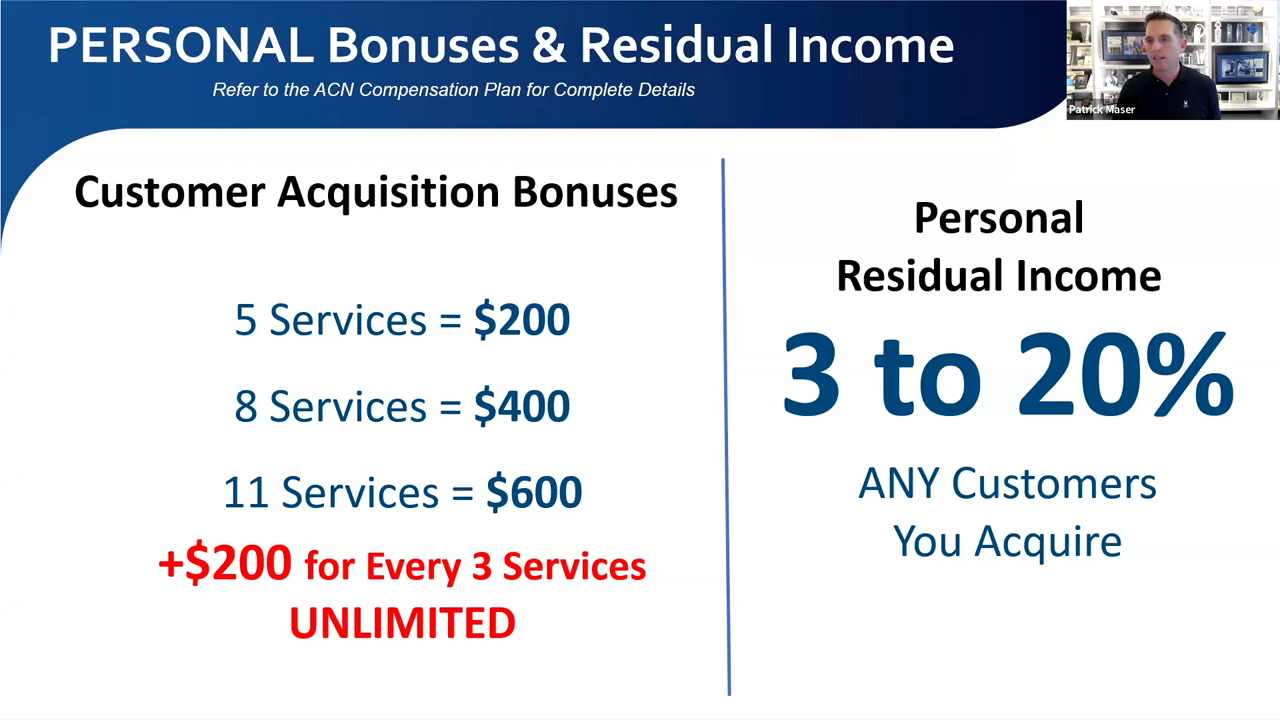 PERSONAL Bonuses & Residual Income
Refer to the ACN Compensation Plan for Complete Details
Patrick Maser
Customer Acquisition Bonuses
5 Services = $200
8 Services = $400
11 Services = $600
+$200 for Every 3 Services
UNLIMITED
Personal
Residual Income
3 to 20%
ANY Customers
You Acquire